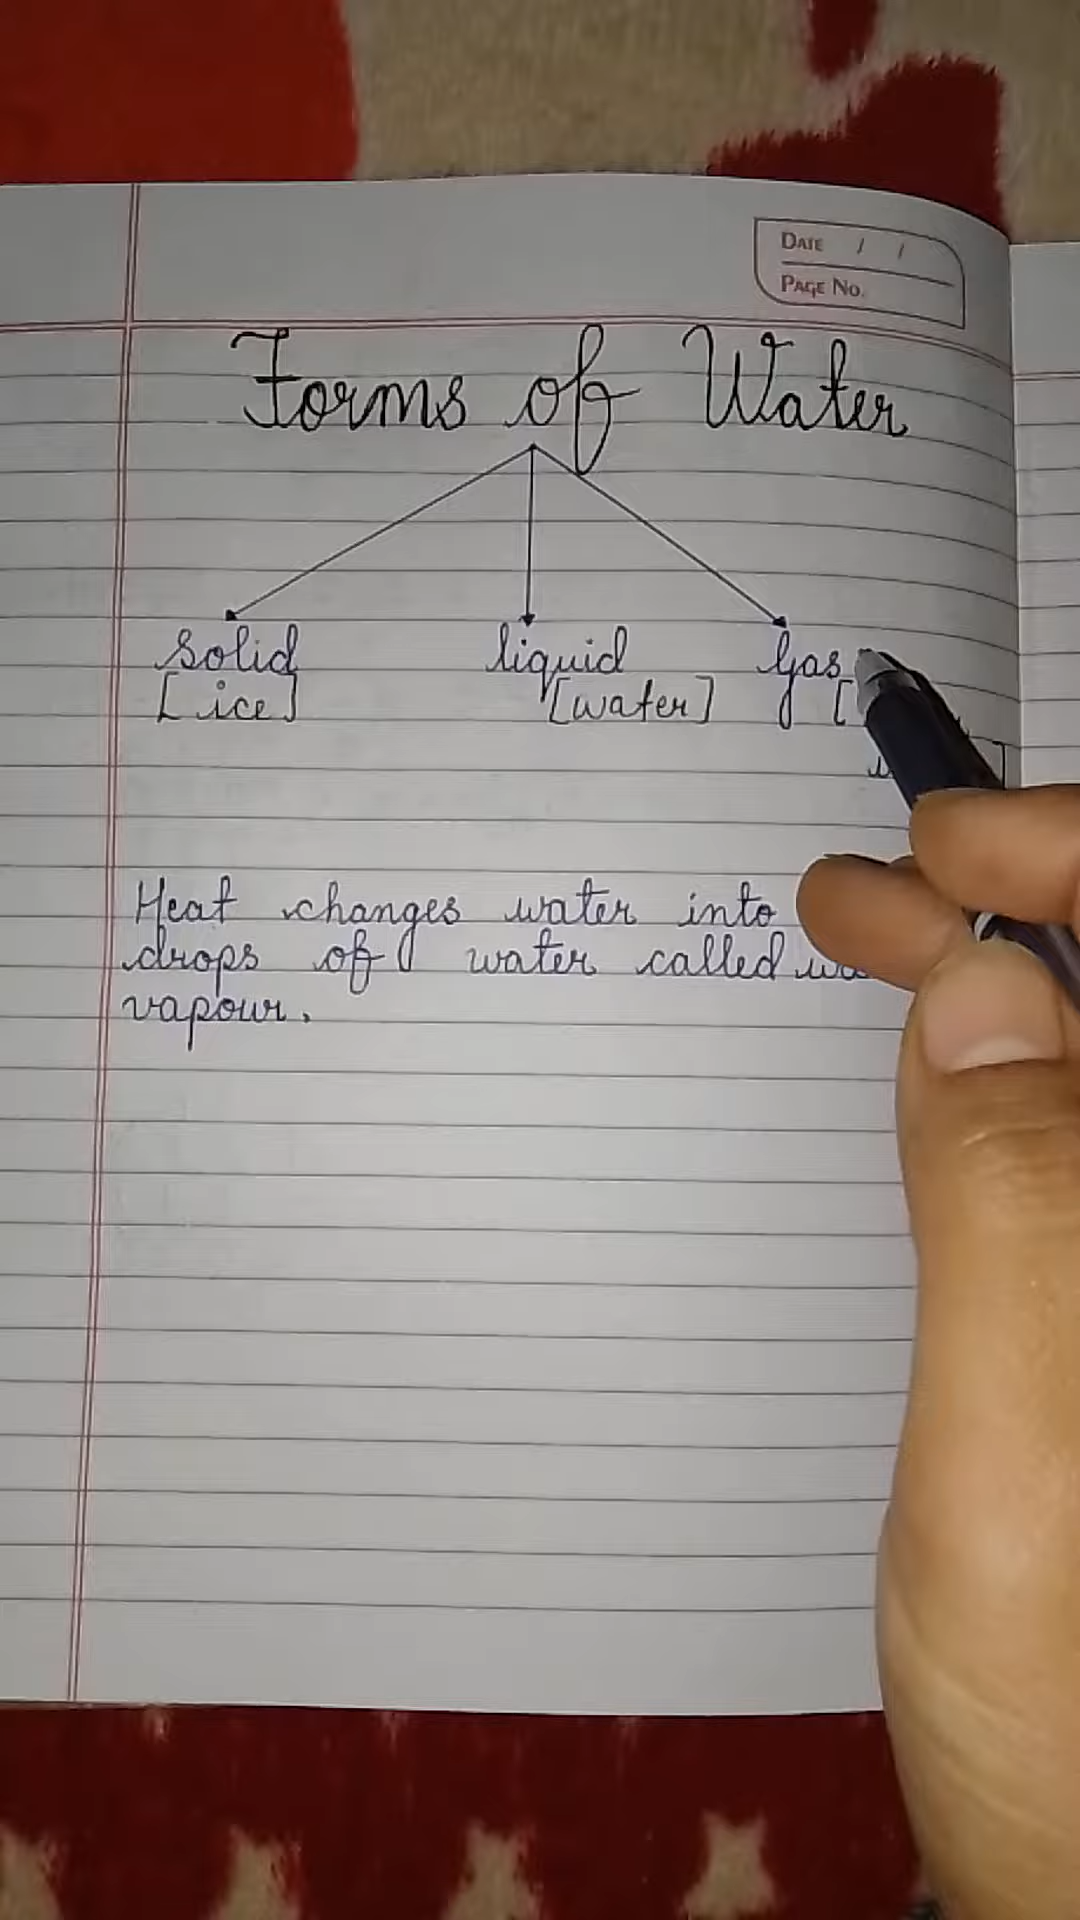 DATE / /
PAGE No.
Forms of Water
solid liquid gas
[ice] [water] [
Heat changes water into
drops of water called
vapour.